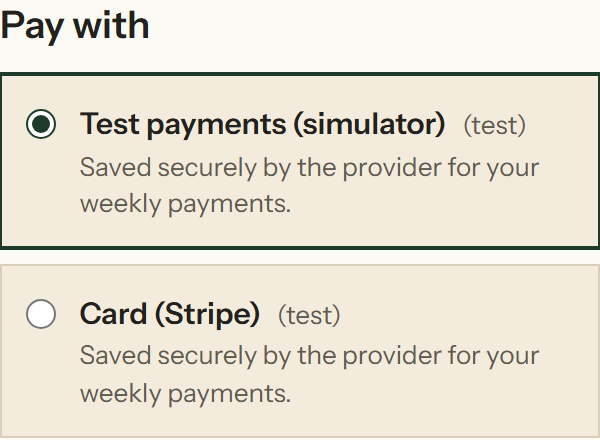 Pay with
Test payments (simulator) (test)
Saved securely by the provider for your
weekly payments.
Card (Stripe) (test)
Saved securely by the provider for your
weekly payments.